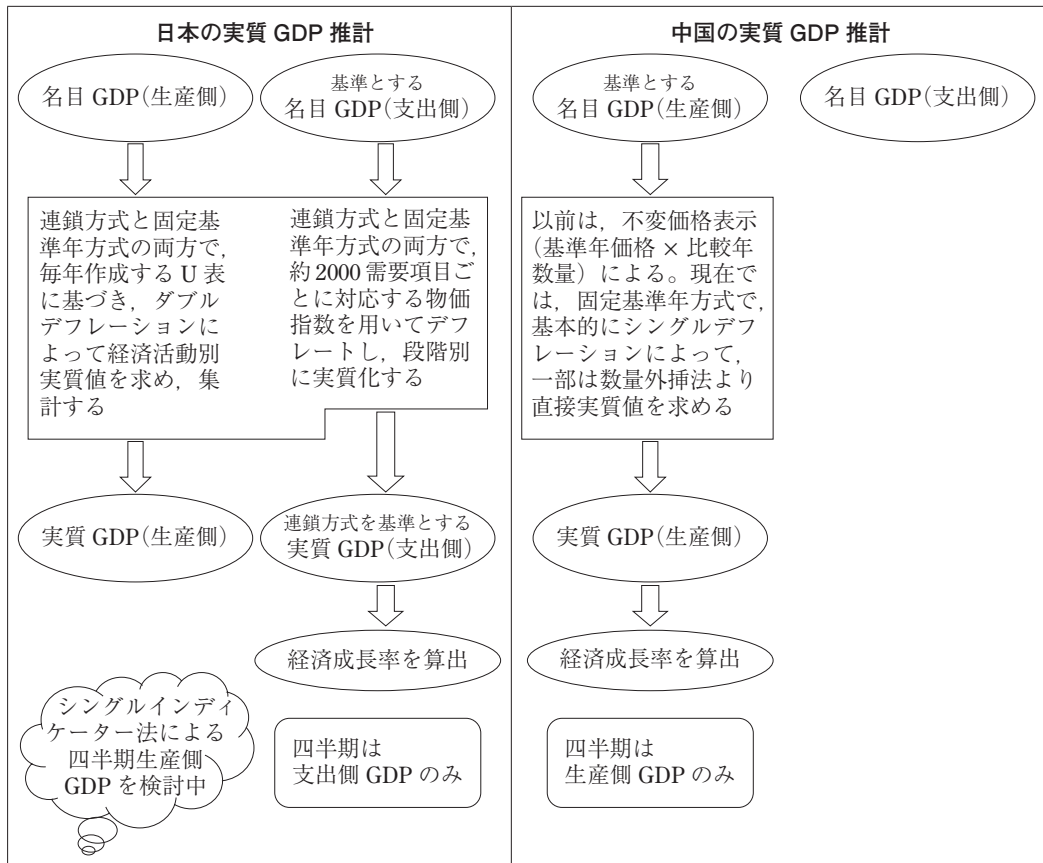 日本の実質 GDP 推計
名目 GDP(生産側)
基準とする
名目 GDP(支出側)
連鎖方式と固定基
準年方式の両方で,
毎年作成する U 表
に基づき，ダブル
デフレーションに
よって経済活動別
実質値を求め，集
計する
連鎖方式と固定基
準年方式の両方で,
約 2000 需要項目ご
とに対応する物価
指数を用いてデフ
レートし，段階別
に実質化する
実質 GDP(生産側)
連鎖方式を基準とする
実質 GDP(支出側)
経済成長率を算出
シングルインディ
ケーター法による
四半期生産側
GDP を検討中
四半期は
支出側 GDP のみ
中国の実質 GDP 推計
基準とする
名目 GDP(生産側)
名目 GDP(支出側)
以前は，不変価格表示
（基準年価格 × 比較年
数量）による。現在で
は，固定基準年方式で,
基本的にシングルデフ
レーションによって，
一部は数量外挿法より
直接実質値を求める
実質 GDP(生産側)
経済成長率を算出
四半期は
生産側 GDP のみ